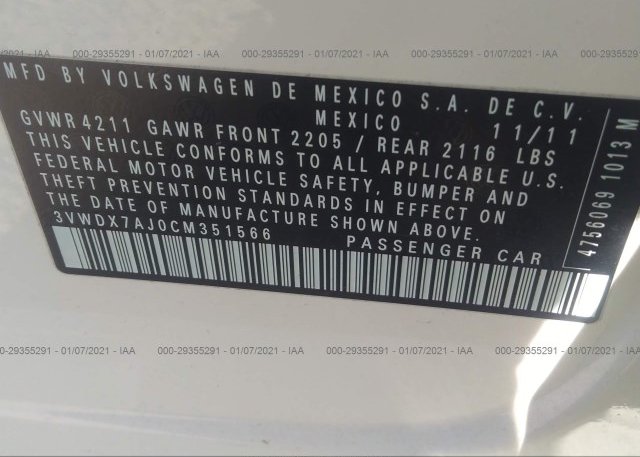 1/2021 - IAA 000-29355291 - 01/07/2021 - IAA 000-29355291 - 01/07/2021 - IAA 000-29355291 - 01/07/2021
MFD BY VOLKSWAGEN DE MEXICO S.A. DE C.V.
MEXICO 11/11
GVWR 4211 GAWR FRONT 2205 / REAR 2116 LBS
THIS VEHICLE CONFORMS TO ALL APPLICABLE U.S.
FEDERAL MOTOR VEHICLE SAFETY, BUMPER AND
THEFT PREVENTION STANDARDS IN EFFECT ON
THE DATE OF MANUFACTURE SHOWN ABOVE.
3VWDX7AJ0CM351566 PASSENGER CAR
4756069 1013 M
00-29355291 - 01/07/2021 - IAA 000-29355291 - 01/07/2021 - IAA 000-29355291 - 01/07/2021 - IAA 000-29355291